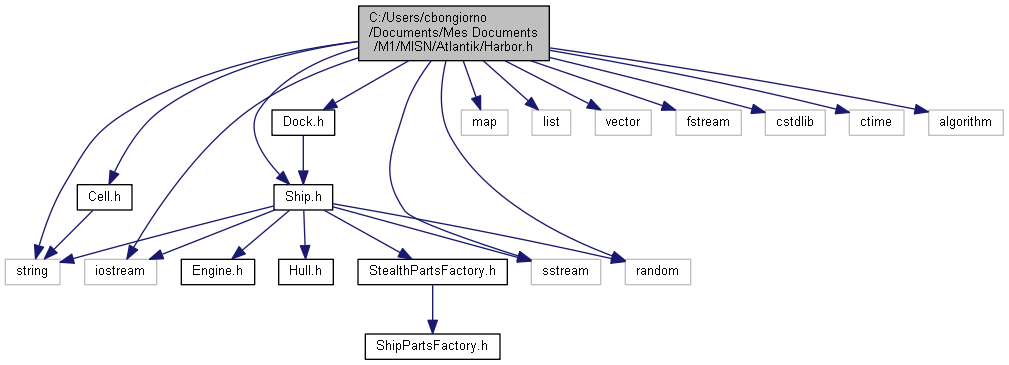 C:/Users/cbongiorno
/Documents/Mes Documents
/M1/MISN/Atlantik/Harbor.h
Dock.h
map
list
vector
fstream
cstdlib
ctime
algorithm
Cell.h
Ship.h
string
iostream
Engine.h
Hull.h
StealthPartsFactory.h
sstream
random
ShipPartsFactory.h